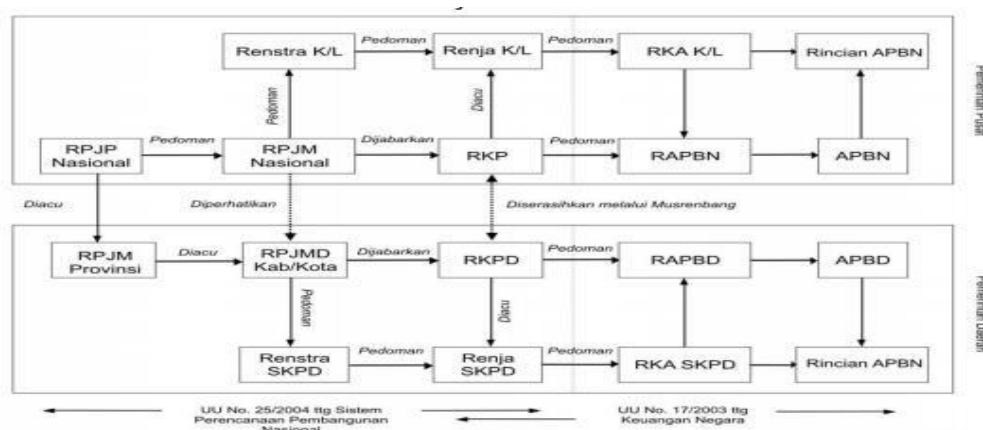 Pedoman
Pedoman
Renstra K/L
Renja K/L
RKA K/L
Rincian APBN
Pedoman
Diacu
RPJP
Nasional
Pedoman
RPJM
Nasional
Dijabarkan
RKP
Pedoman
RAPBN
APBN
Diacu
Diperhatikan
Diserasihkan melalui Musrenbang
RPJM
Provinsi
Diacu
RPJMD
Kab/Kota
Dijabarkan
RKPD
Pedoman
RAPBD
APBD
Pedoman
Diacu
Renstra
SKPD
Pedoman
Renja
SKPD
Pedoman
RKA SKPD
Rincian APBN
UU No. 25/2004 ttg Sistem
Perencanaan Pembangunan
Nasional
UU No. 17/2003 ttg
Keuangan Negara